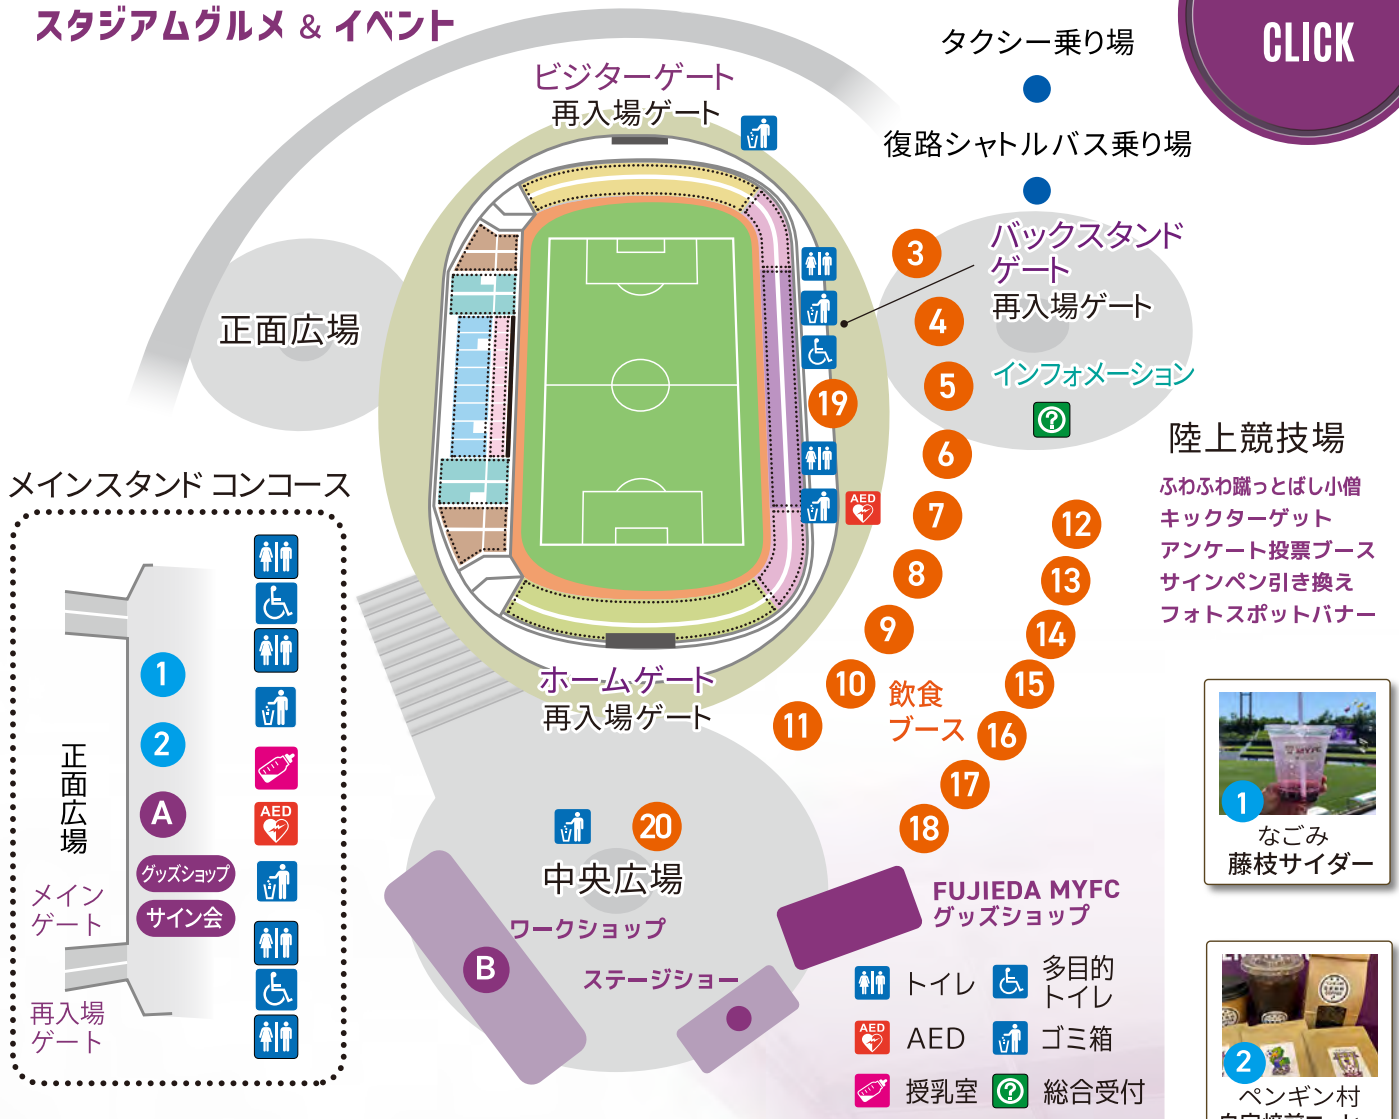 スタジアムグルメ & イベント
CLICK
タクシー乗り場
復路シャトルバス乗り場
ビジターゲート
再入場ゲート
バックスタンド
ゲート
再入場ゲート
正面広場
インフォメーション
3
4
5
6
7
8
9
10
11
12
13
14
15
16
17
18
19
20
AED
陸上競技場
ふわふわ蹴っとばし小僧
キックターゲット
アンケート投票ブース
サインペン引き換え
フォトスポットバナー
メインスタンド コンコース
1
2
A
AED
グッズショップ
サイン会
正面広場
メイン
ゲート
再入場
ゲート
ホームゲート
再入場ゲート
飲食
ブース
中央広場
ワークショップ
B
ステージショー
FUJIEDA MYFC
グッズショップ
トイレ
多目的
トイレ
AED
AED
ゴミ箱
授乳室
総合受付
MYFC
1
なごみ
藤枝サイダー
2
ペンギン村